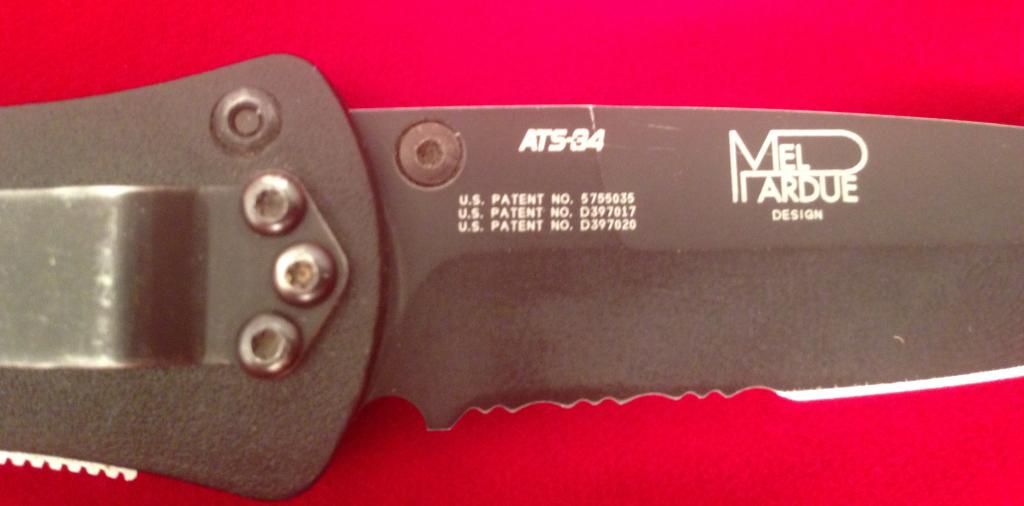 ATS-34
U.S. PATENT NO. 5755035
U.S. PATENT NO. D397017
U.S. PATENT NO. D397020
MEL
PARDUE
DESIGN